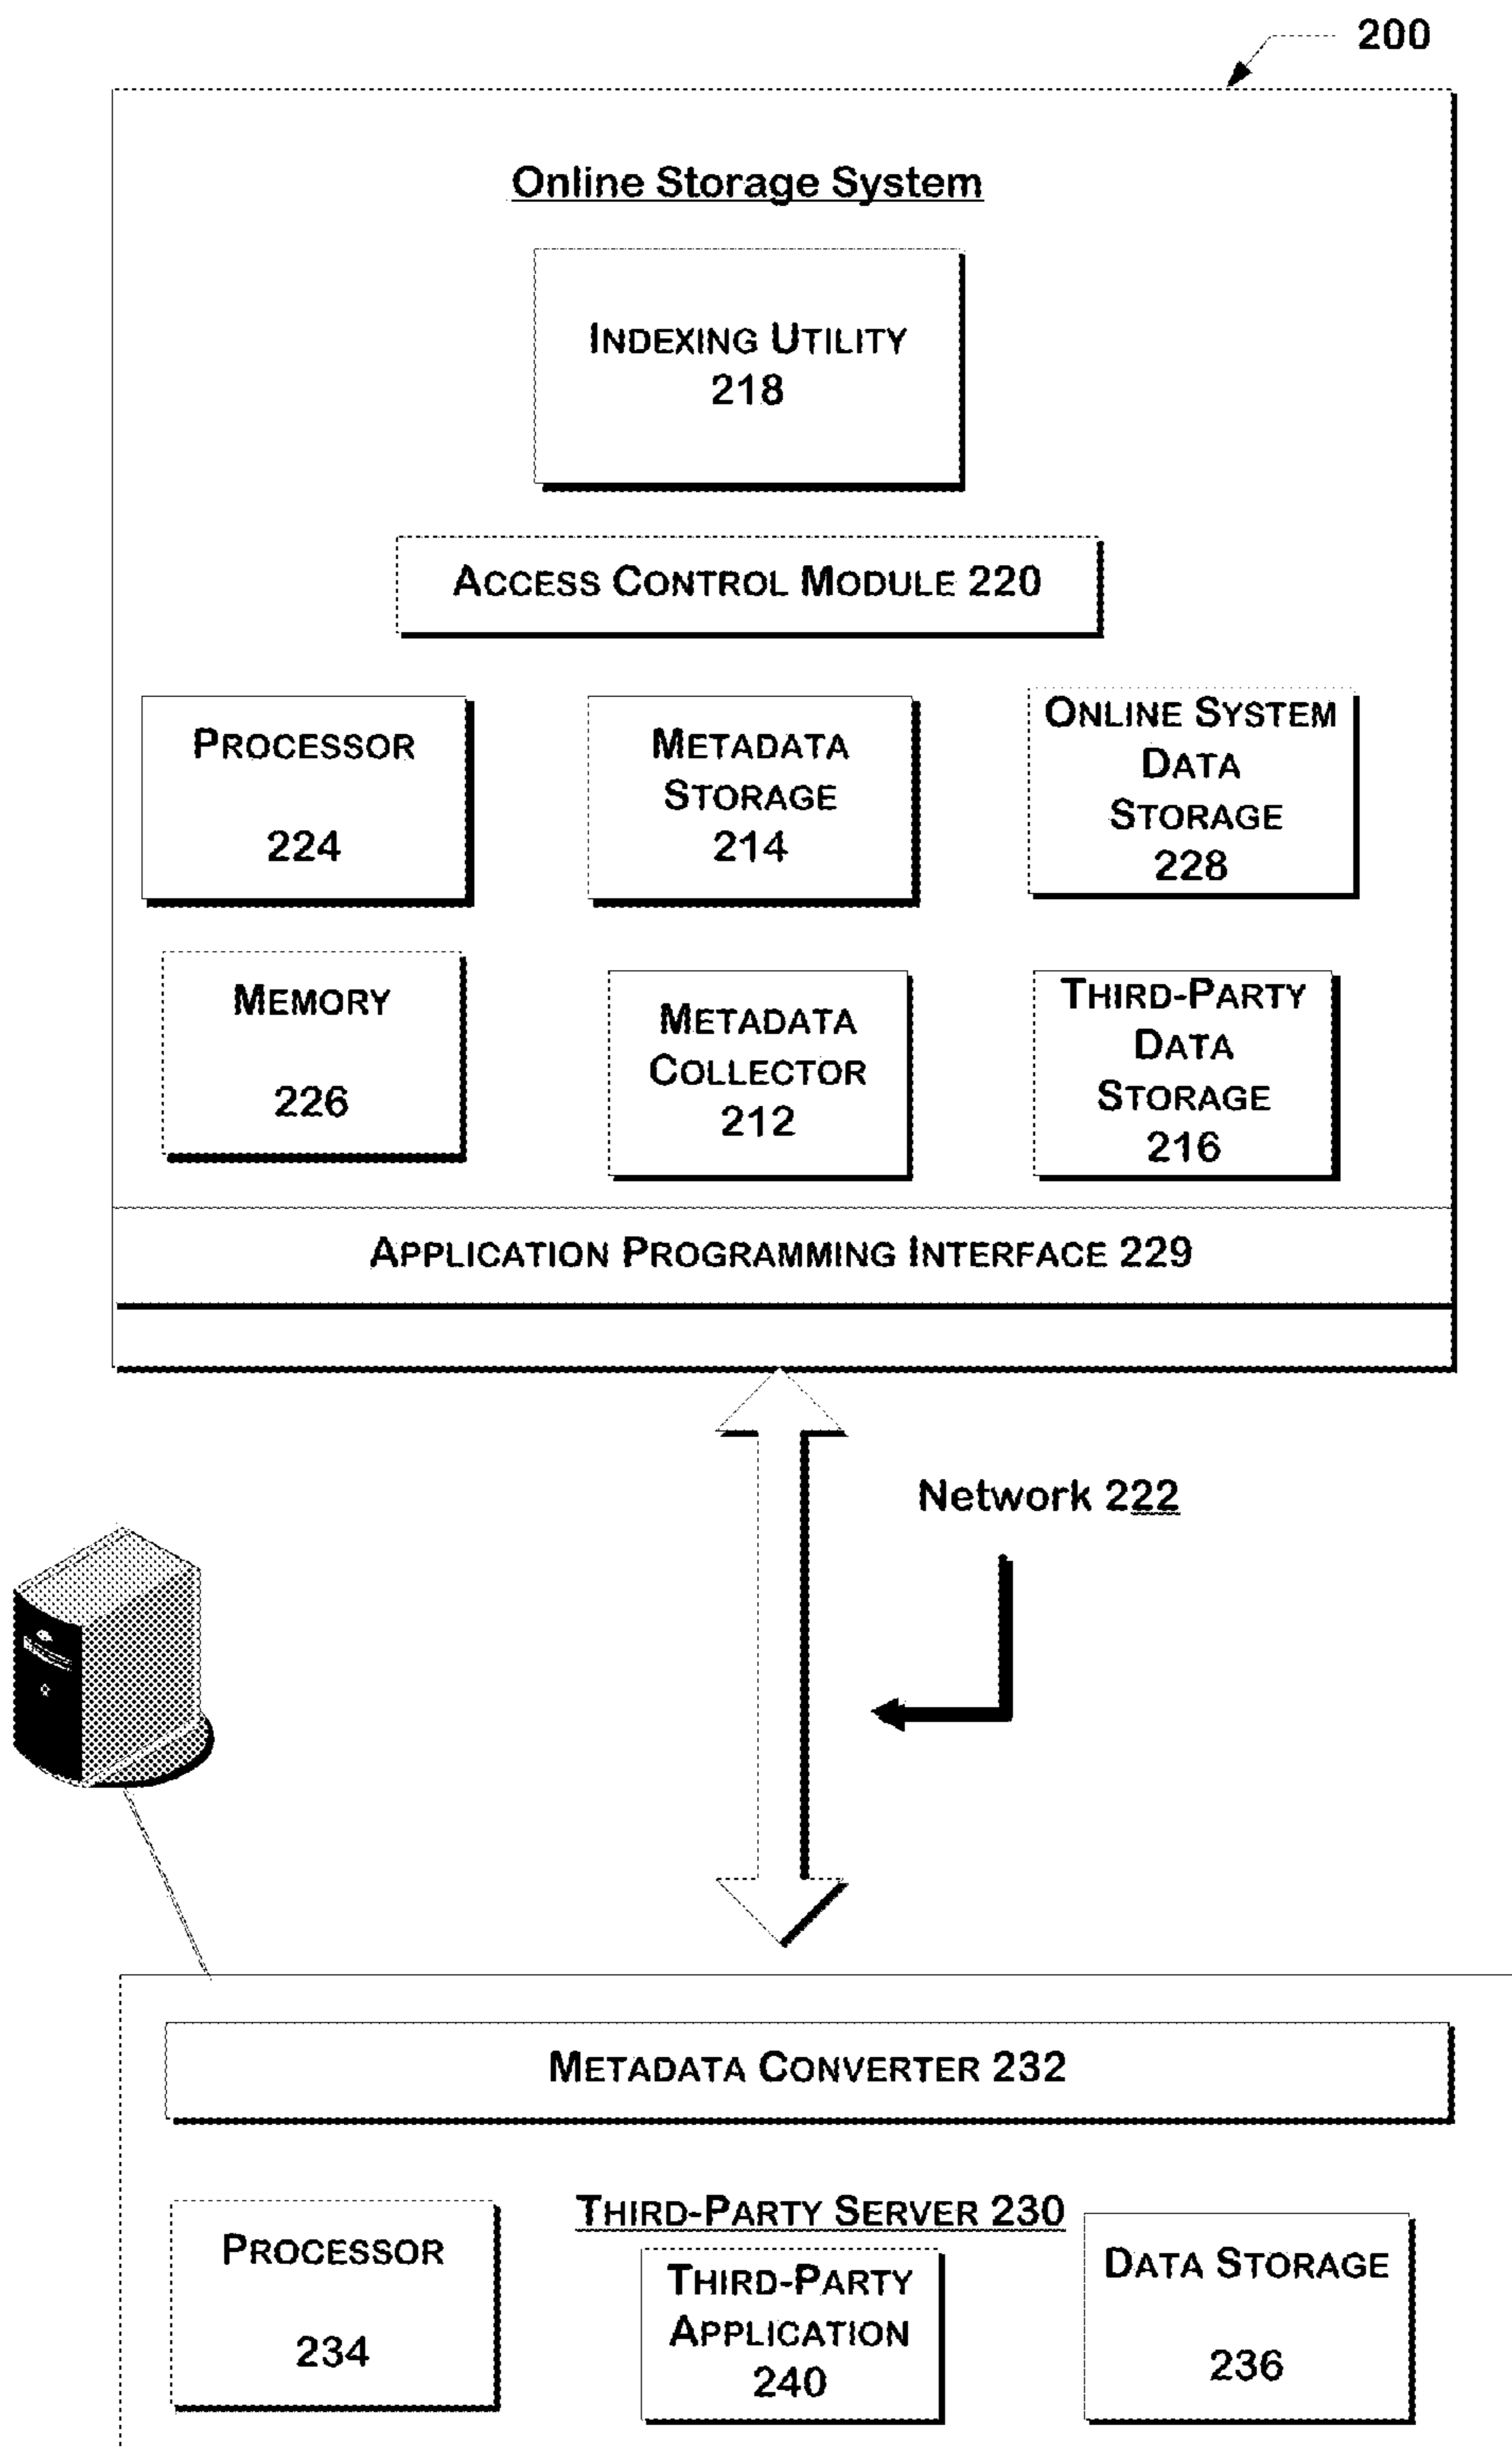 200
Online Storage System
INDEXING UTILITY
218
ACCESS CONTROL MODULE 220
PROCESSOR
224
METADATA
STORAGE
214
ONLINE SYSTEM
DATA
STORAGE
228
MEMORY
226
METADATA
COLLECTOR
212
THIRD-PARTY
DATA
STORAGE
216
APPLICATION PROGRAMMING INTERFACE 229
Network 222
METADATA CONVERTER 232
THIRD-PARTY SERVER 230
PROCESSOR
234
THIRD-PARTY
APPLICATION
240
DATA STORAGE
236